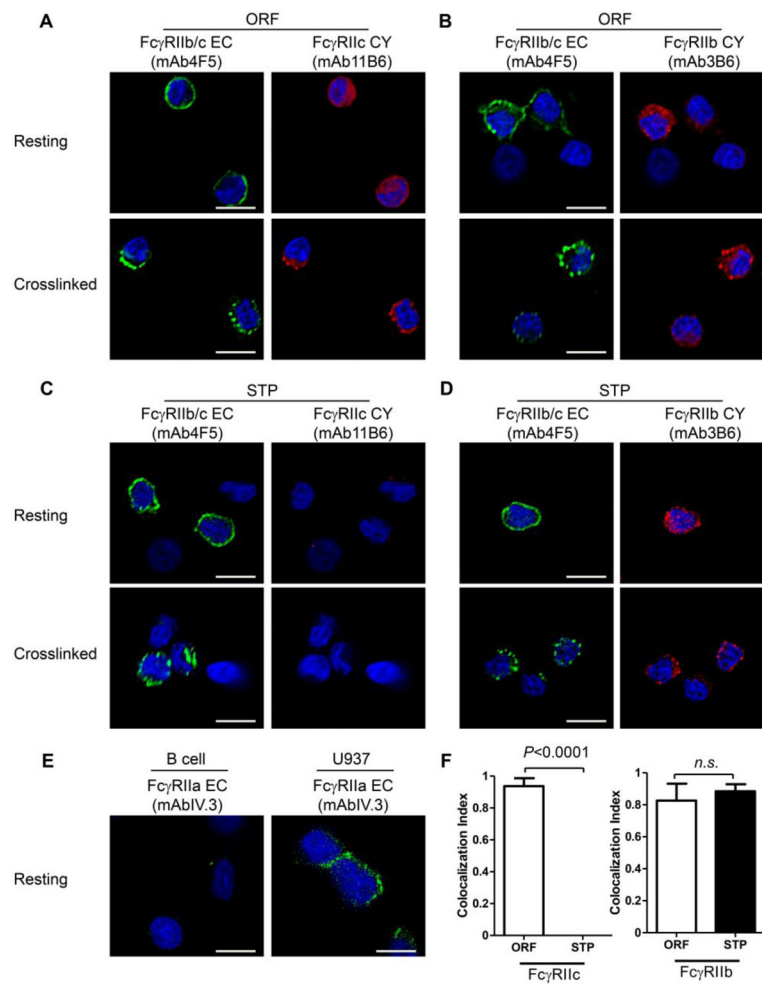 A
ORF
FcγRIIb/c EC
(mAb4F5)
FcγRIIc CY
(mAb11B6)
Resting
Crosslinked
B
ORF
FcγRIIb/c EC
(mAb4F5)
FcγRIIb CY
(mAb3B6)
C
STP
FcγRIIb/c EC
(mAb4F5)
FcγRIIc CY
(mAb11B6)
Resting
Crosslinked
D
STP
FcγRIIb/c EC
(mAb4F5)
FcγRIIb CY
(mAb3B6)
E
B cell
FcγRIIa EC
(mAbIV.3)
U937
FcγRIIa EC
(mAbIV.3)
Resting
F
P<0.0001
Colocalization Index
1
0.8
0.6
0.4
0.2
0
ORF
STP
FcγRIIc
n.s.
Colocalization Index
1
0.8
0.6
0.4
0.2
0
ORF
STP
FcγRIIb